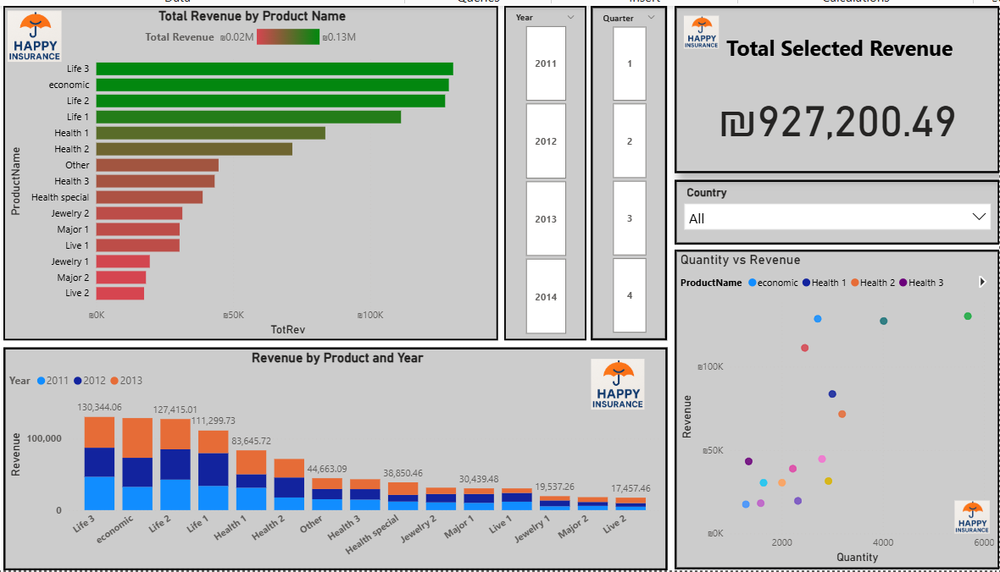 Data
Queries
Insert
Calculations
HAPPY
INSURANCE
Total Revenue by Product Name
Total Revenue ₪0.02M ₪0.13M
ProductName
Life 3
economic
Life 2
Life 1
Health 1
Health 2
Other
Health 3
Health special
Jewelry 2
Major 1
Live 1
Jewelry 1
Major 2
Live 2
₪0K ₪50K ₪100K
TotRev
Year
2011
2012
2013
2014
Quarter
1
2
3
4
HAPPY
INSURANCE
Total Selected Revenue
₪927,200.49
Country
All
Revenue by Product and Year
Year 2011 2012 2013
HAPPY
INSURANCE
Revenue
100,000
0
130,344.06
127,415.01
111,299.73
83,645.72
44,663.09
38,850.46
30,439.48
19,537.26
17,457.46
Life 3
economic
Life 2
Life 1
Health 1
Health 2
Other
Health 3
Health special
Jewelry 2
Major 1
Live 1
Jewelry 1
Major 2
Live 2
Quantity vs Revenue
ProductName economic Health 1 Health 2 Health 3
Revenue
₪100K
₪50K
₪0K
2000 4000 6000
Quantity
HAPPY
INSURANCE